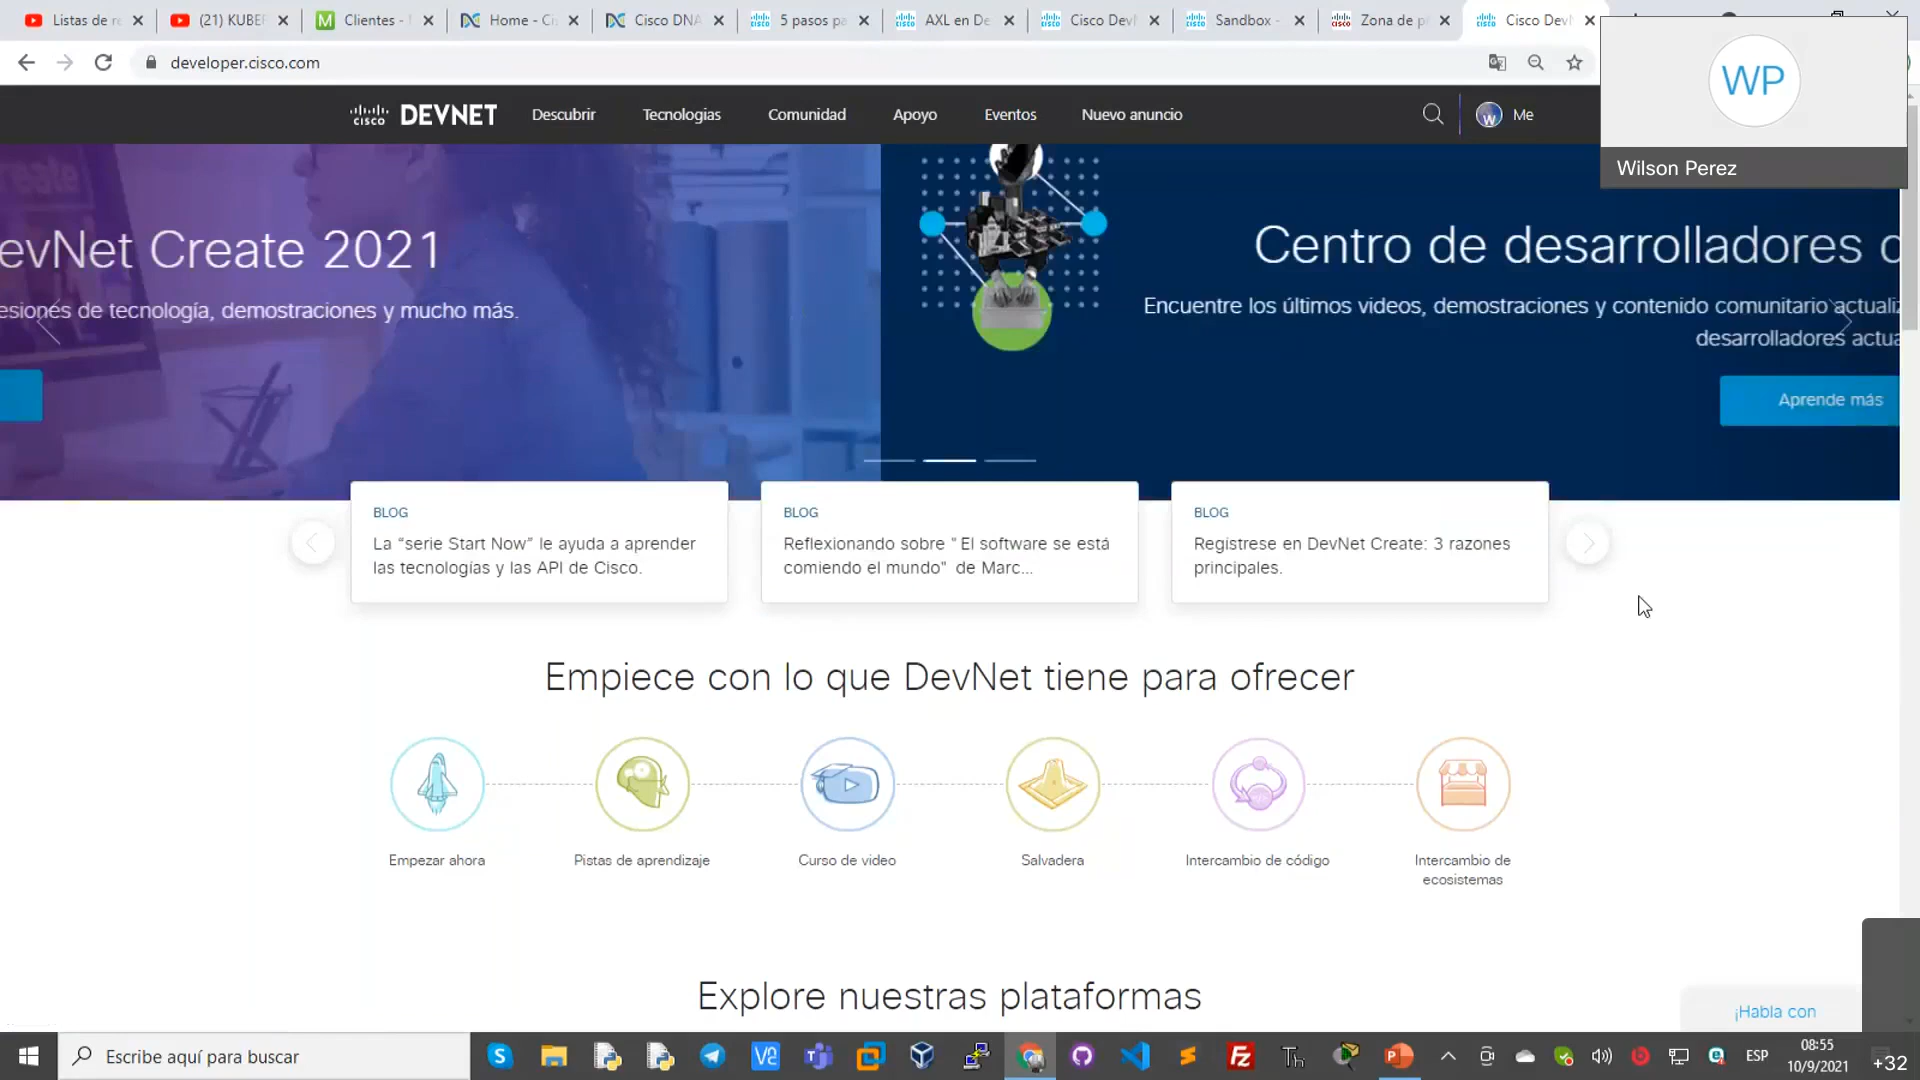 Listas de re
(21) KUBER
Clientes -
Home - Ci
Cisco DNA
5 pasos pa
AXL en De
Cisco Dev
Sandbox -
Zona de p
Cisco Dev
developer.cisco.com
WP
Wilson Perez
cisco DEVNET
Descubrir
Tecnologias
Comunidad
Apoyo
Eventos
Nuevo anuncio
W
Me
evNet Create 2021
esiones de tecnología, demostraciones y mucho más.
Centro de desarrolladores
Encuentre los últimos videos, demostraciones y contenido comunitario actualiz
desarrolladores actua
Aprende más
BLOG
La “serie Start Now” le ayuda a aprender
las tecnologías y las API de Cisco.
BLOG
Reflexionando sobre " El software se está
comiendo el mundo" de Marc...
BLOG
Regístrese en DevNet Create: 3 razones
principales.
Empiece con lo que DevNet tiene para ofrecer
Empezar ahora
Pistas de aprendizaje
Curso de video
Salvadera
Intercambio de código
Intercambio de
ecosistemas
Explore nuestras plataformas
¡Habla con
Escribe aquí para buscar
ESP
08:55
10/9/2021
+32